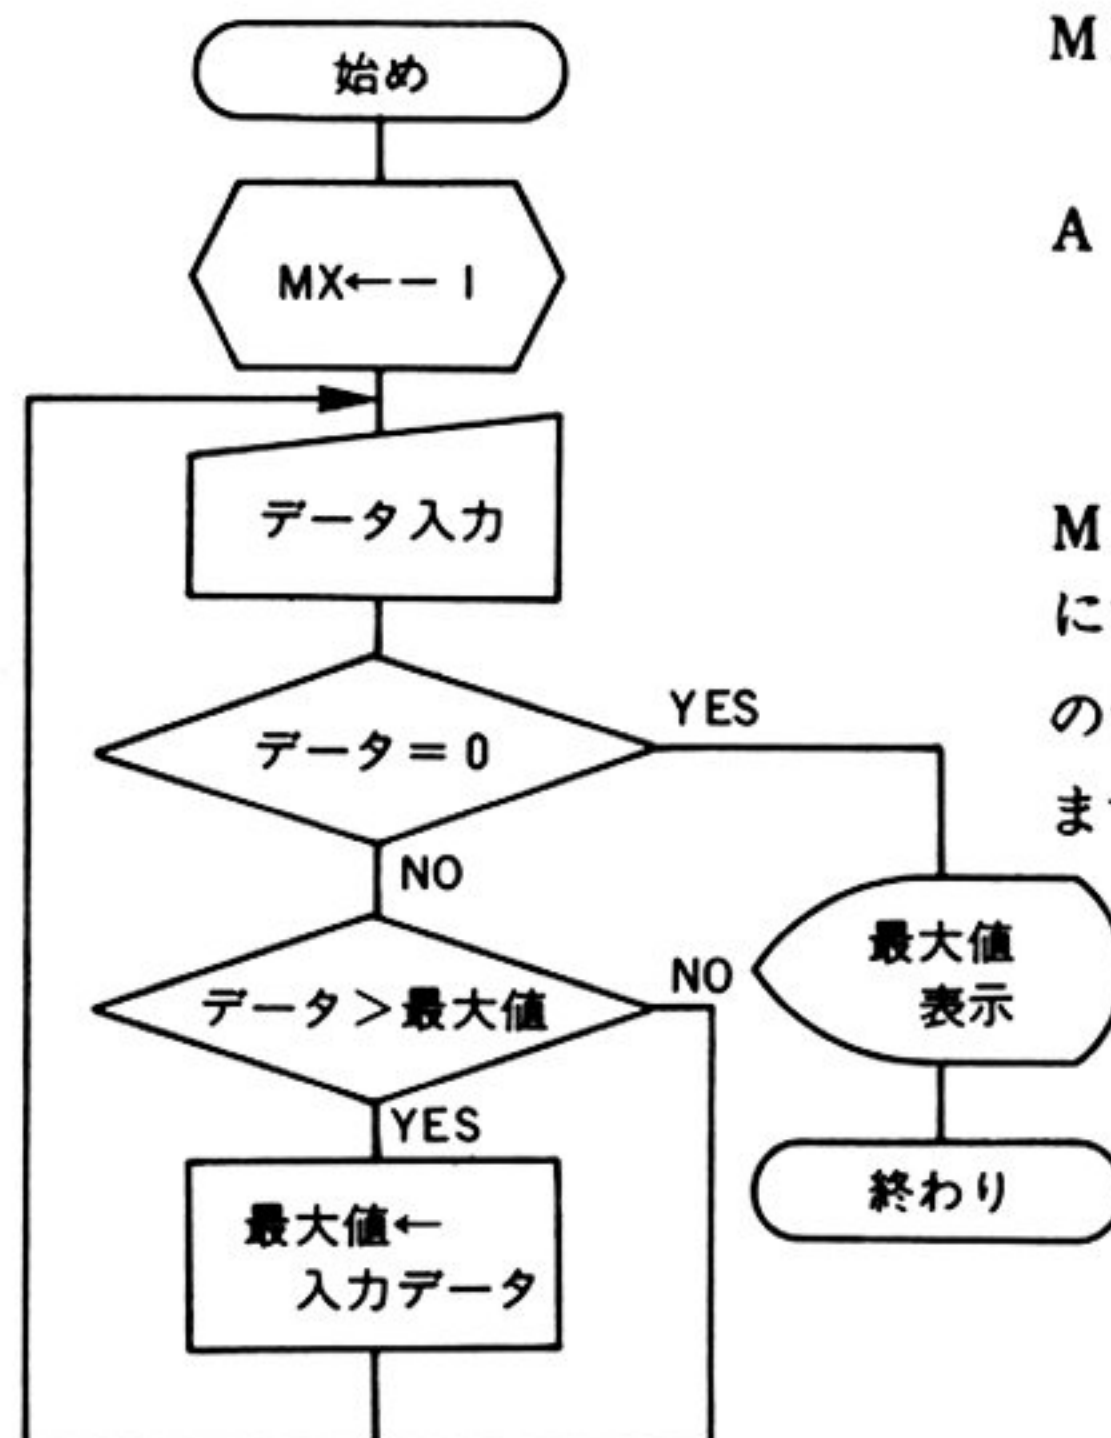 始め
MX←－1
データ入力
データ＝0
YES
NO
データ＞最大値
NO
YES
最大値←
入力データ
最大値
表示
終わり
M
A
M
に
の
ま